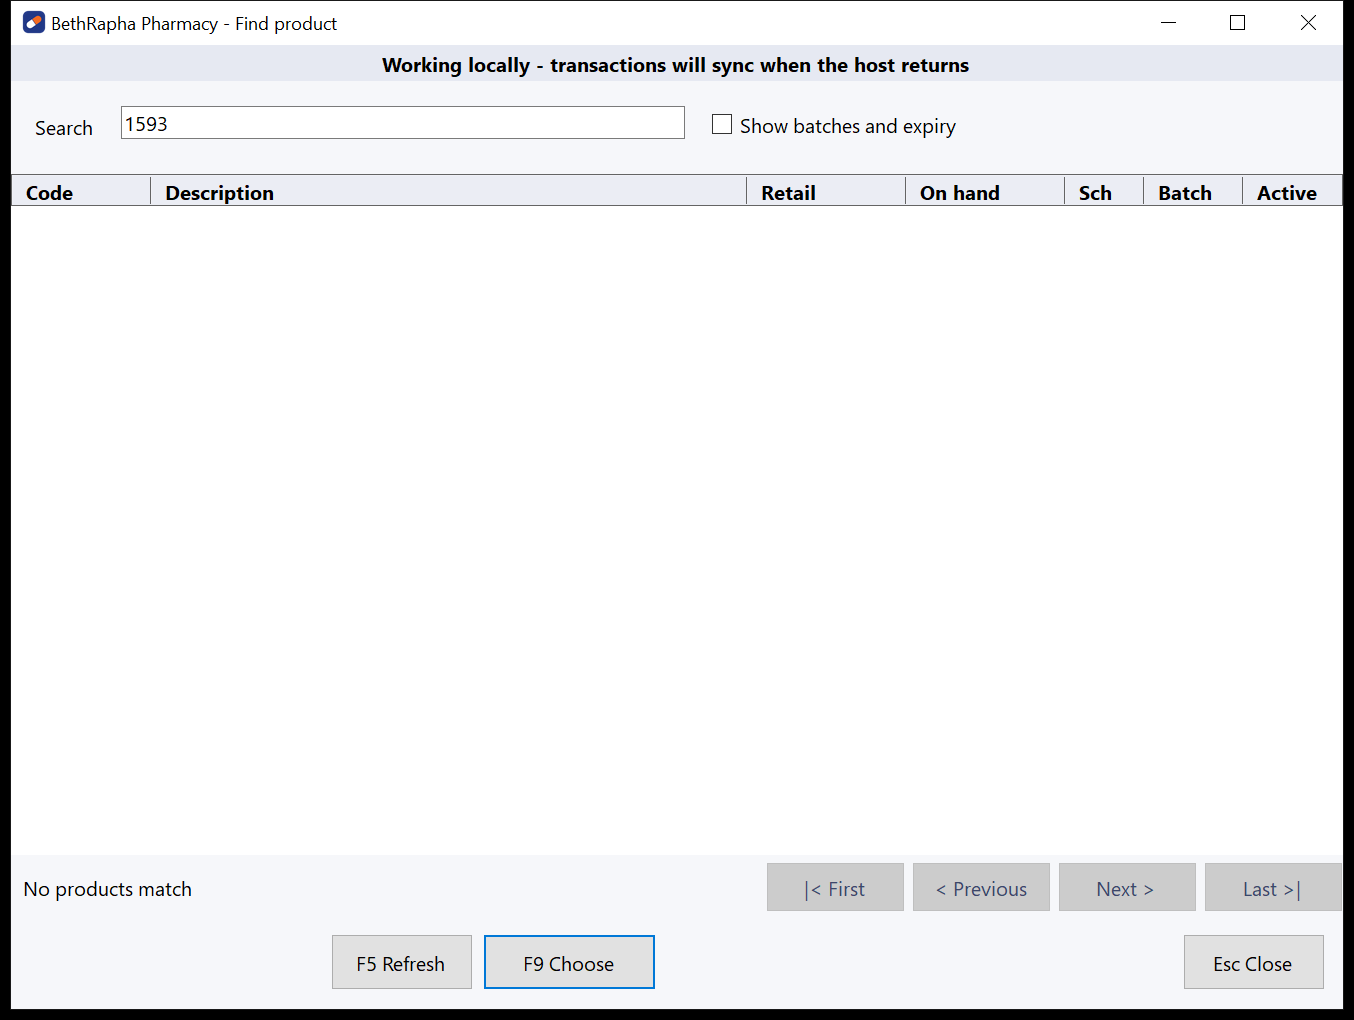 BethRapha Pharmacy - Find product
Working locally - transactions will sync when the host returns
Search 1593 Show batches and expiry
Code Description Retail On hand Sch Batch Active
No products match |< First < Previous Next > Last >|
F5 Refresh F9 Choose Esc Close